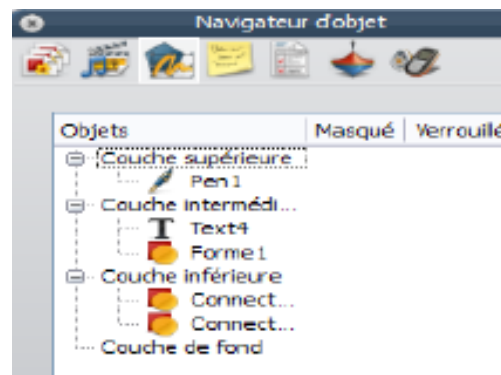 Navigateur d'objet
Objets Masqué Verrouillé
Couche supérieure
Pen1
Couche intermédi...
Text4
Forme1
Couche inférieure
Connect...
Connect...
Couche de fond